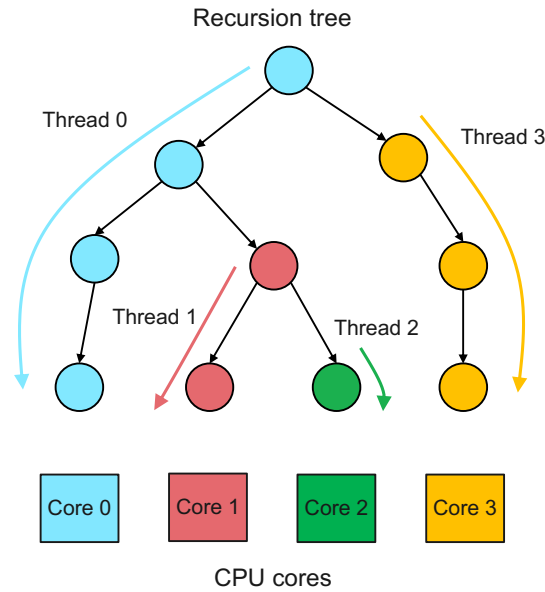 Recursion tree
Thread 0
Thread 3
Thread 1
Thread 2
Core 0
Core 1
Core 2
Core 3
CPU cores